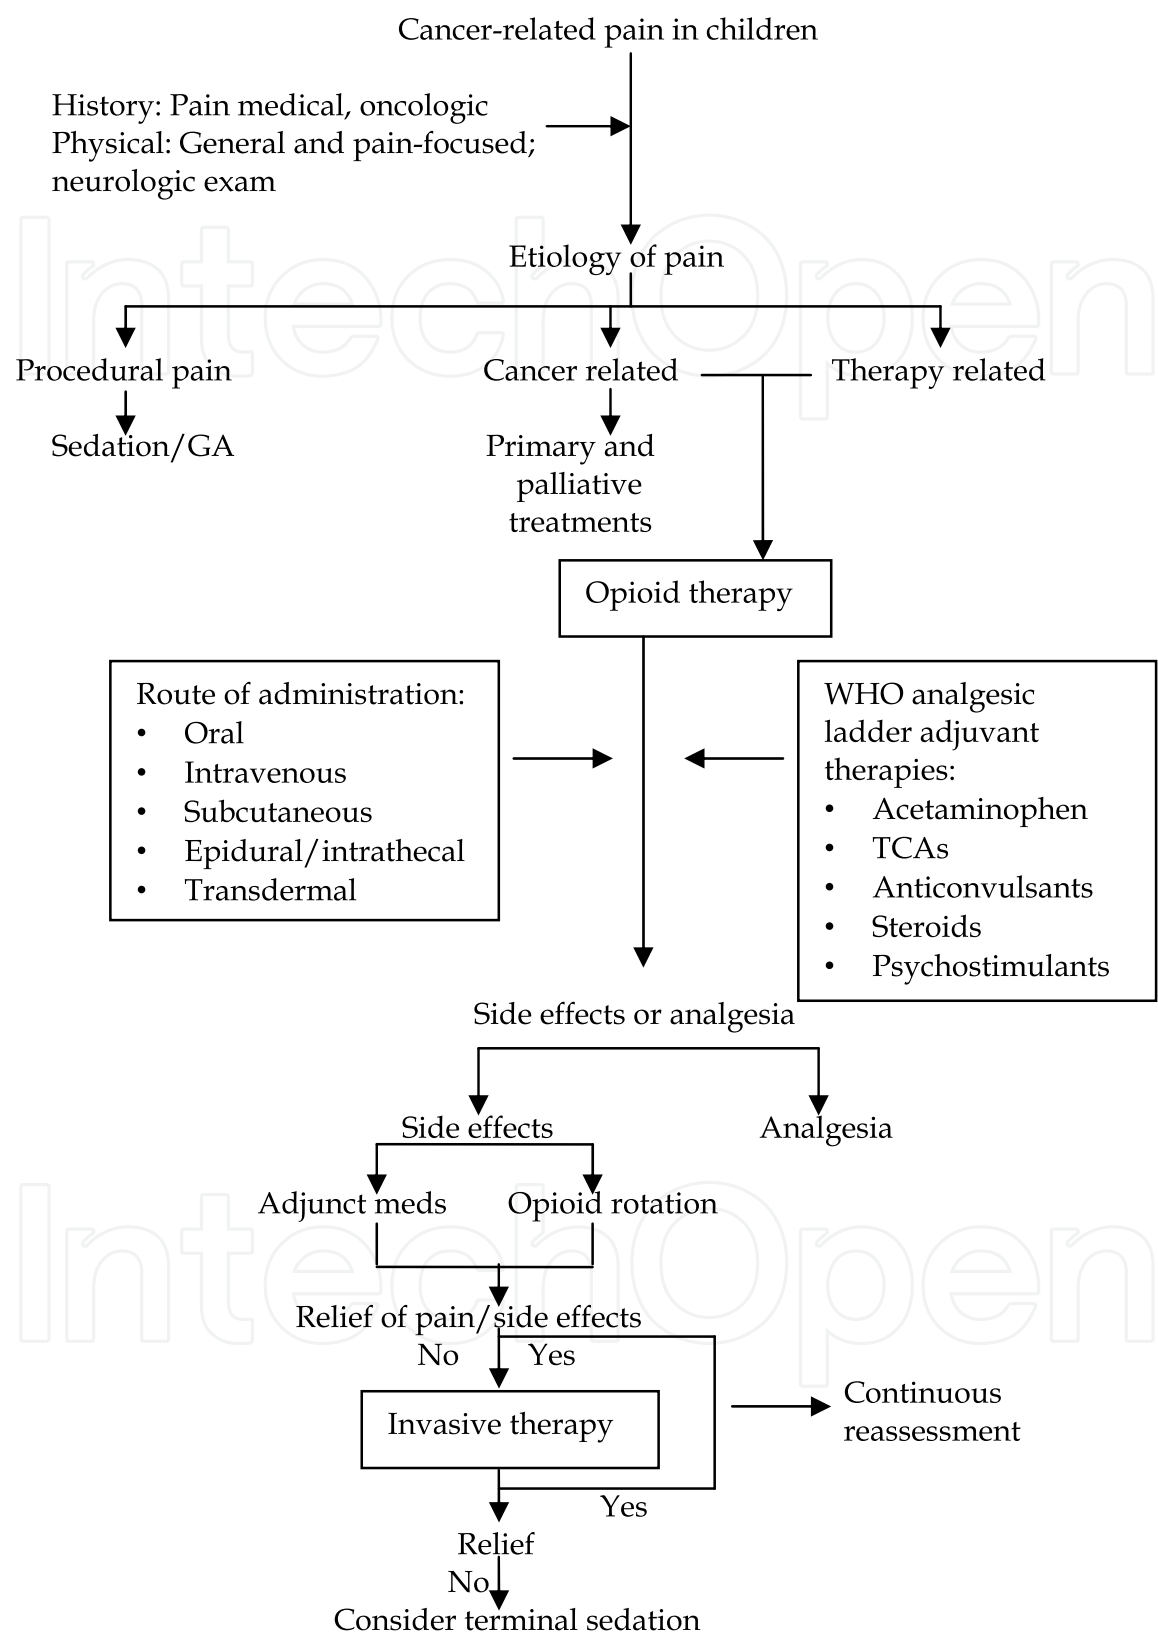 Cancer-related pain in children
History: Pain medical, oncologic
Physical: General and pain-focused;
neurologic exam
Etiology of pain
Procedural pain
Cancer related
Therapy related
Sedation/GA
Primary and
palliative
treatments
Opioid therapy
Route of administration:
• Oral
• Intravenous
• Subcutaneous
• Epidural/intrathecal
• Transdermal
WHO analgesic
ladder adjuvant
therapies:
• Acetaminophen
• TCAs
• Anticonvulsants
• Steroids
• Psychostimulants
Side effects or analgesia
Side effects
Analgesia
Adjunct meds
Opioid rotation
Relief of pain/side effects
No
Yes
Invasive therapy
Continuous
reassessment
Yes
Relief
No
Consider terminal sedation
IntechOpen
IntechOpen